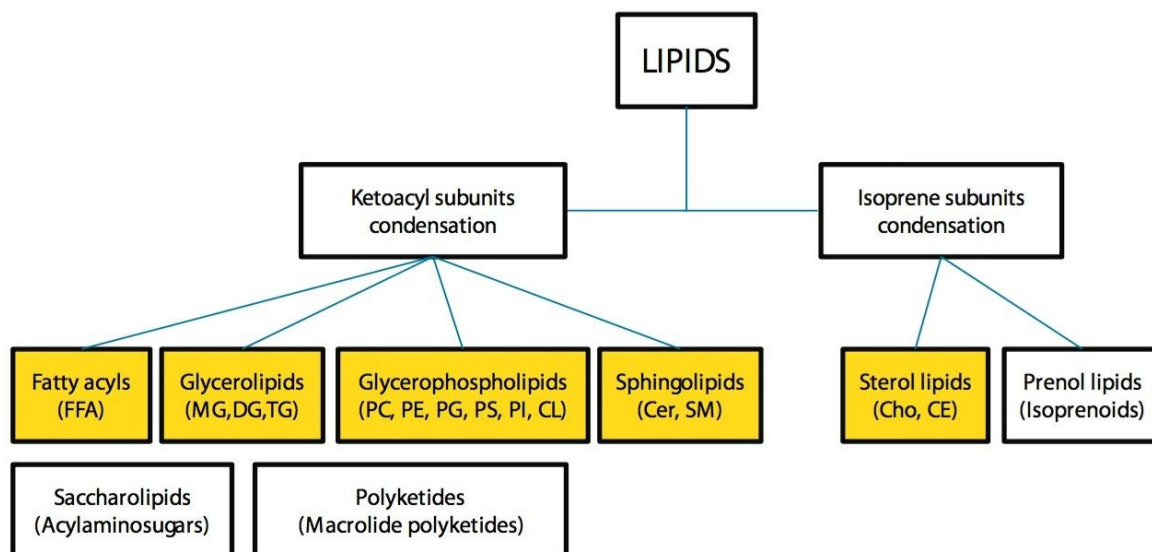 LIPIDS
Ketoacyl subunits
condensation
Isoprene subunits
condensation
Fatty acyls
(FFA)
Glycerolipids
(MG,DG,TG)
Glycerophospholipids
(PC, PE, PG, PS, PI, CL)
Sphingolipids
(Cer, SM)
Sterol lipids
(Cho, CE)
Prenol lipids
(Isoprenoids)
Saccharolipids
(Acylaminosugars)
Polyketides
(Macrolide polyketides)